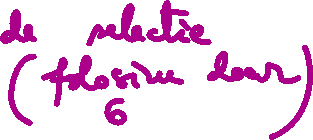 de selectie
(folosim doar
6
)